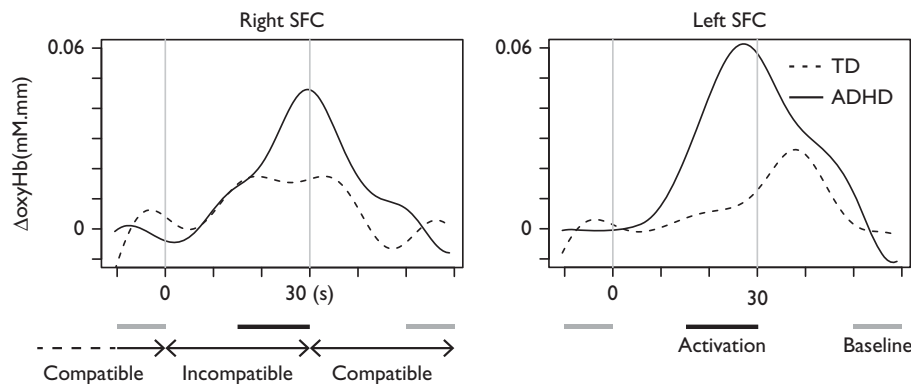 Right SFC
Left SFC
ΔoxyHb(mM.mm)
0.06
0
0
30 (s)
0.06
0
0
30
TD
ADHD
Activation
Baseline
Compatible
Incompatible
Compatible